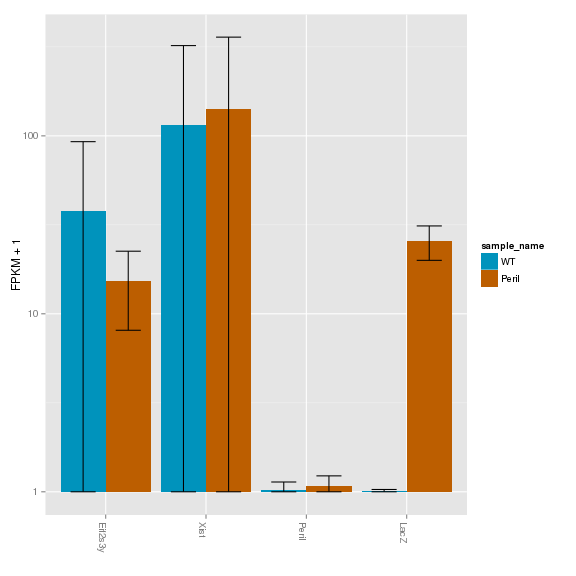 FPKM + 1
100
10
1
Eif2s3y
Xist
Peril
LacZ
sample_name
WT
Peril